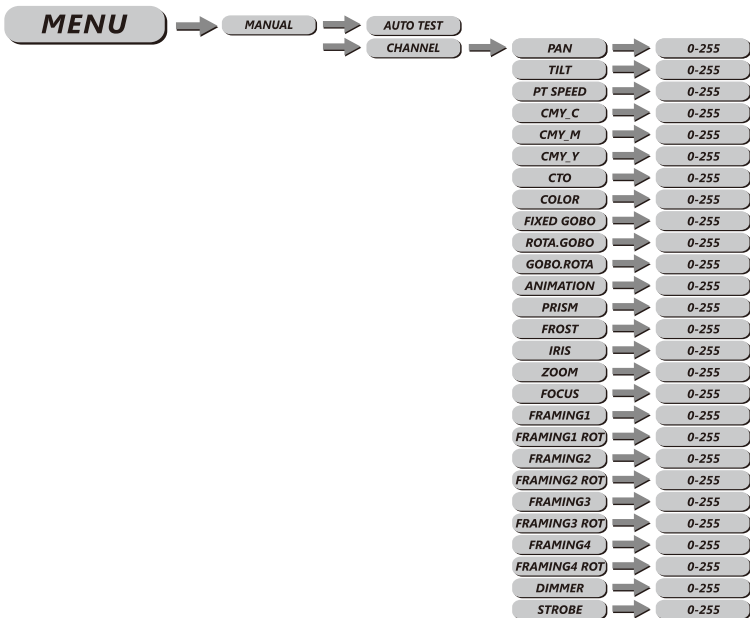 MENU MANUAL AUTO TEST
CHANNEL PAN 0-255
TILT 0-255
PT SPEED 0-255
CMY_C 0-255
CMY_M 0-255
CMY_Y 0-255
CTO 0-255
COLOR 0-255
FIXED GOBO 0-255
ROTA.GOBO 0-255
GOBO.ROTA 0-255
ANIMATION 0-255
PRISM 0-255
FROST 0-255
IRIS 0-255
ZOOM 0-255
FOCUS 0-255
FRAMING1 0-255
FRAMING1 ROT 0-255
FRAMING2 0-255
FRAMING2 ROT 0-255
FRAMING3 0-255
FRAMING3 ROT 0-255
FRAMING4 0-255
FRAMING4 ROT 0-255
DIMMER 0-255
STROBE 0-255